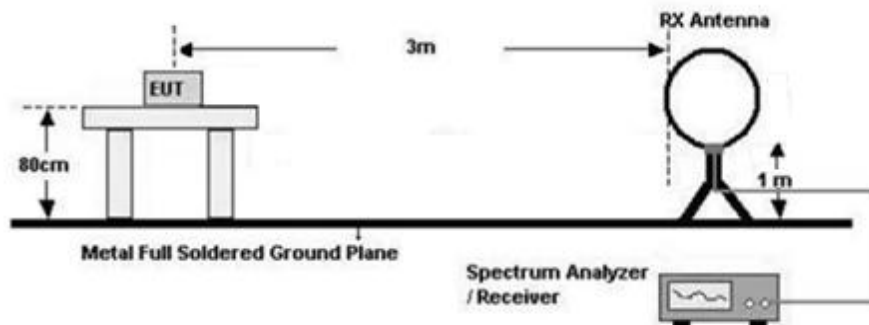 RX Antenna
3m
EUT
80cm
1 m
Metal Full Soldered Ground Plane
Spectrum Analyzer
/ Receiver